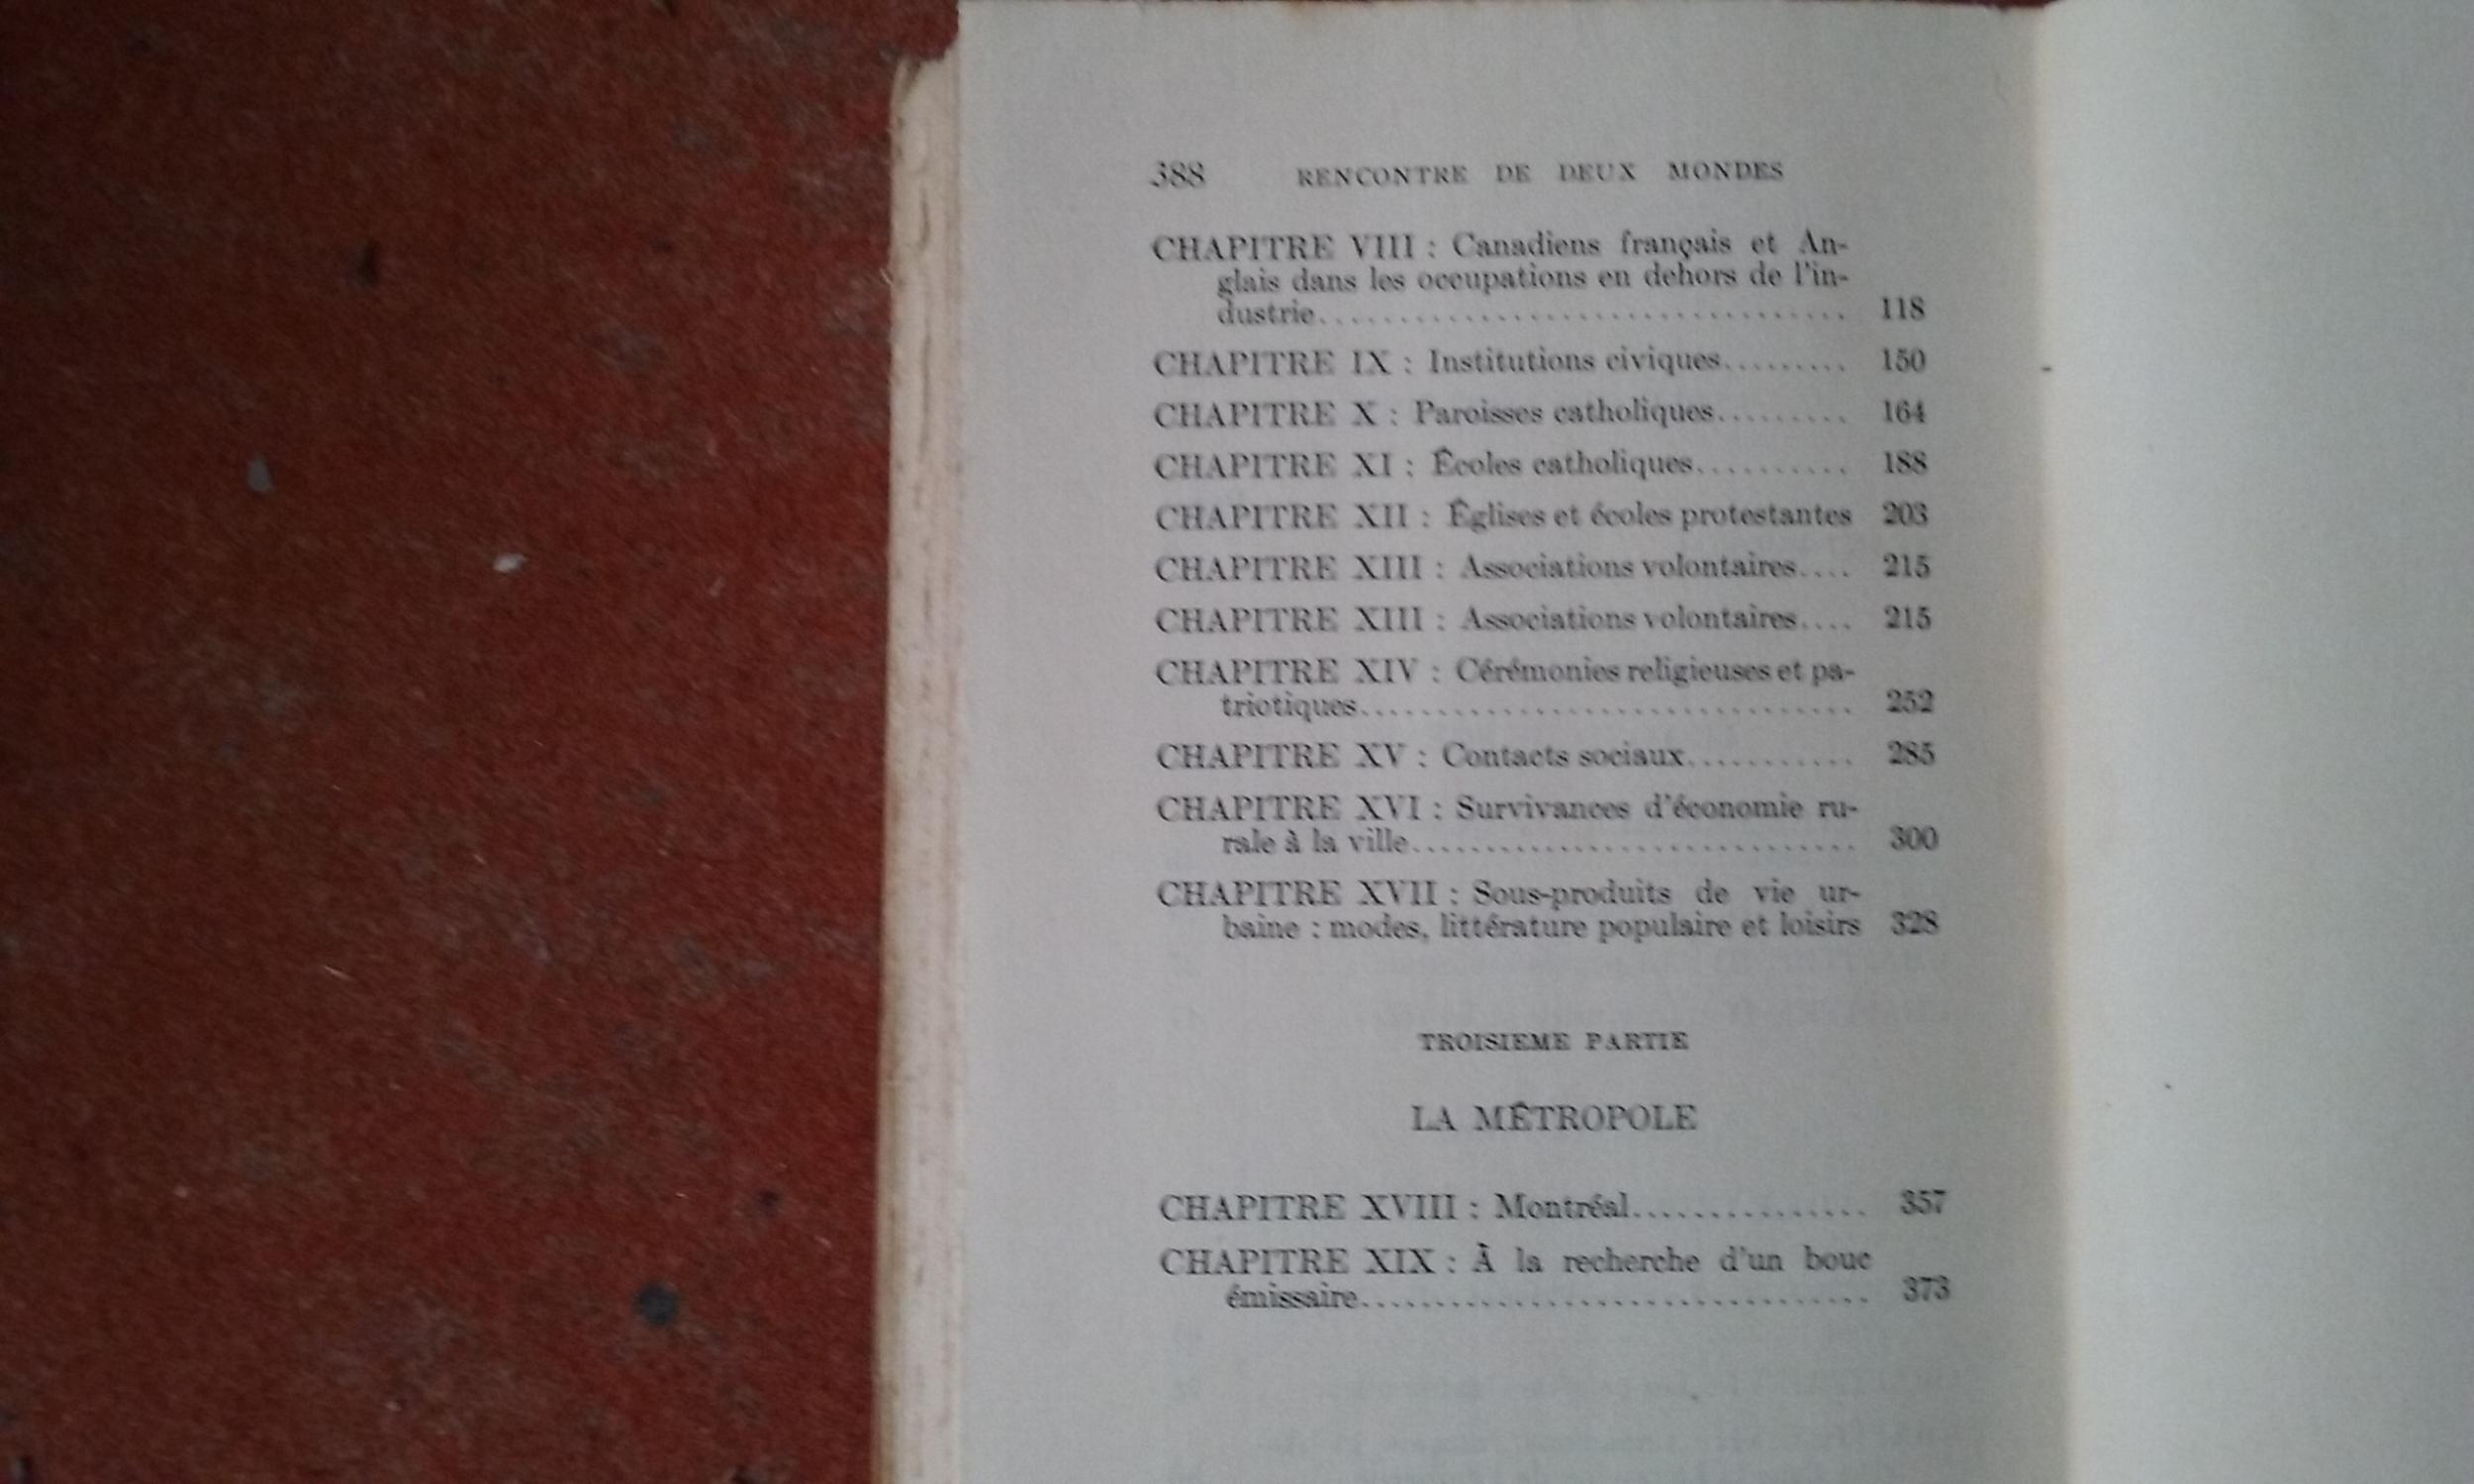 388 RENCONTRE DE DEUX MONDES
CHAPITRE VIII : Canadiens français et An-
glais dans les occupations en dehors de l'in-
dustrie.................................. 118
CHAPITRE IX : Institutions civiques......... 150
CHAPITRE X : Paroisses catholiques......... 164
CHAPITRE XI : Écoles catholiques.......... 188
CHAPITRE XII : Églises et écoles protestantes 203
CHAPITRE XIII : Associations volontaires.... 215
CHAPITRE XIII : Associations volontaires.... 215
CHAPITRE XIV : Cérémonies religieuses et pa-
triotiques................................ 252
CHAPITRE XV : Contacts sociaux........... 285
CHAPITRE XVI : Survivances d'économie ru-
rale à la ville............................. 300
CHAPITRE XVII : Sous-produits de vie ur-
baine : modes, littérature populaire et loisirs 328
TROISIEME PARTIE
LA MÉTROPOLE
CHAPITRE XVIII : Montréal............... 357
CHAPITRE XIX : À la recherche d'un bouc
émissaire................................. 373